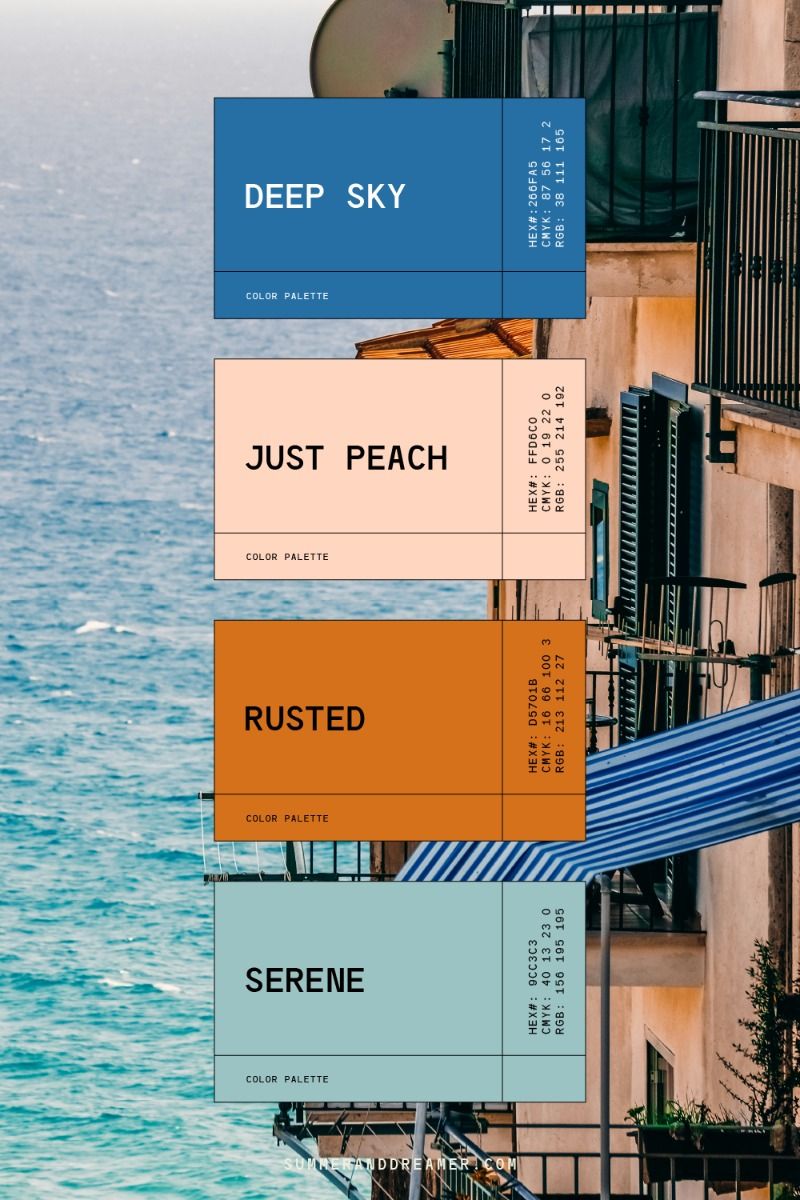 DEEP SKY
HEX#:266FA5
CMYK: 87 56 17 2
RGB: 38 111 165
COLOR PALETTE
JUST PEACH
HEX#: FFD6C0
CMYK: 0 19 22 0
RGB: 255 214 192
COLOR PALETTE
RUSTED
HEX#: D5701B
CMYK: 16 66 100 3
RGB: 213 112 27
COLOR PALETTE
SERENE
HEX#: 9CC3C3
CMYK: 40 13 23 0
RGB: 156 195 195
COLOR PALETTE
SUMMERANDDREAMER.COM